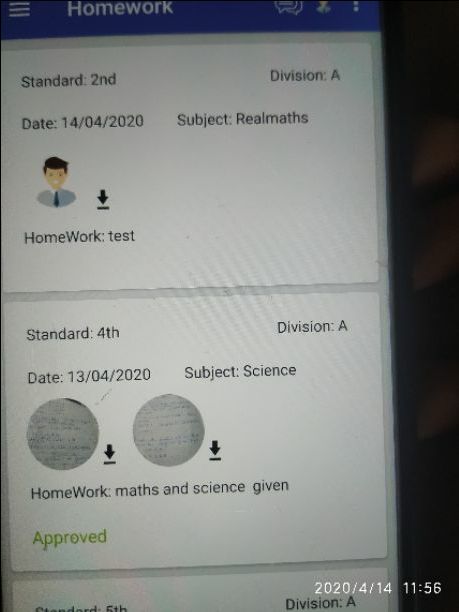 Homework
Standard: 2nd Division: A
Date: 14/04/2020 Subject: Realmaths
HomeWork: test
Standard: 4th Division: A
Date: 13/04/2020 Subject: Science
HomeWork: maths and science given
Approved
Standard: 5th Division: A
2020/4/14 11:56